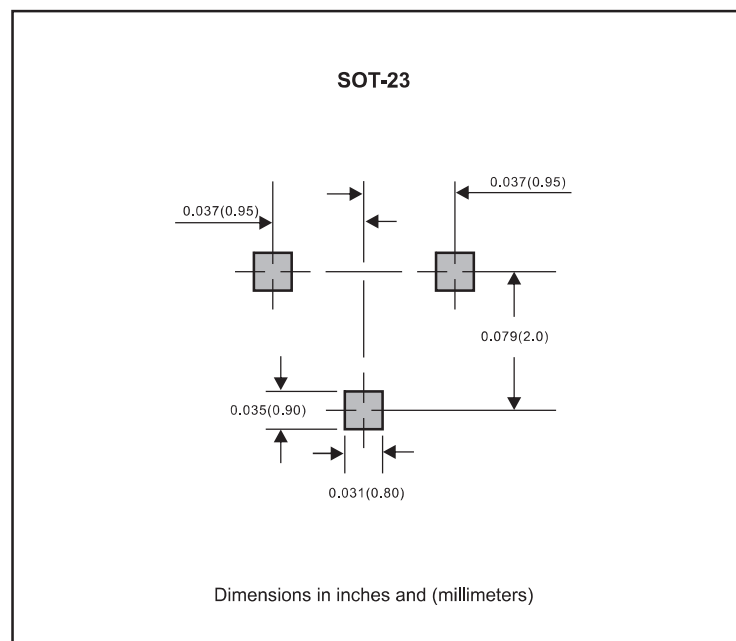 SOT-23
0.037(0.95)
0.037(0.95)
0.079(2.0)
0.035(0.90)
0.031(0.80)
Dimensions in inches and (millimeters)